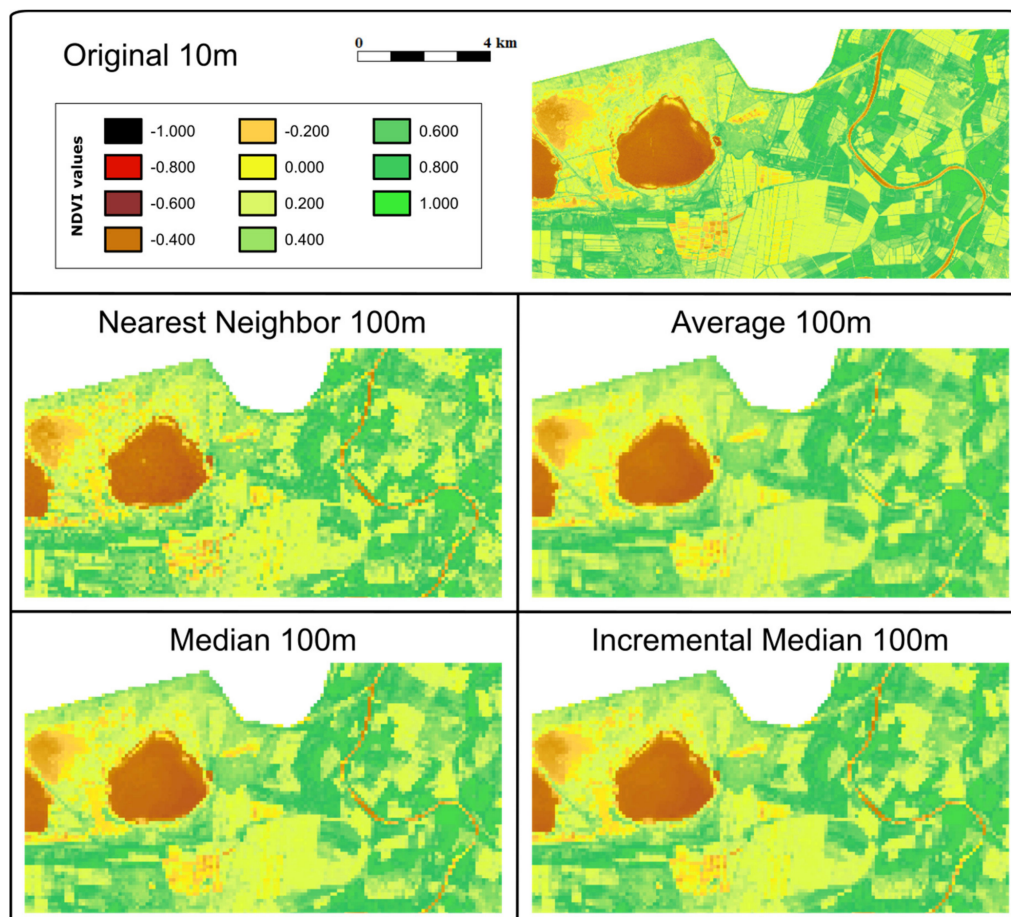 Original 10m
0 4 km
NDVI values
-1.000 -0.200 0.600
-0.800 0.000 0.800
-0.600 0.200 1.000
-0.400 0.400
Nearest Neighbor 100m
Average 100m
Median 100m
Incremental Median 100m